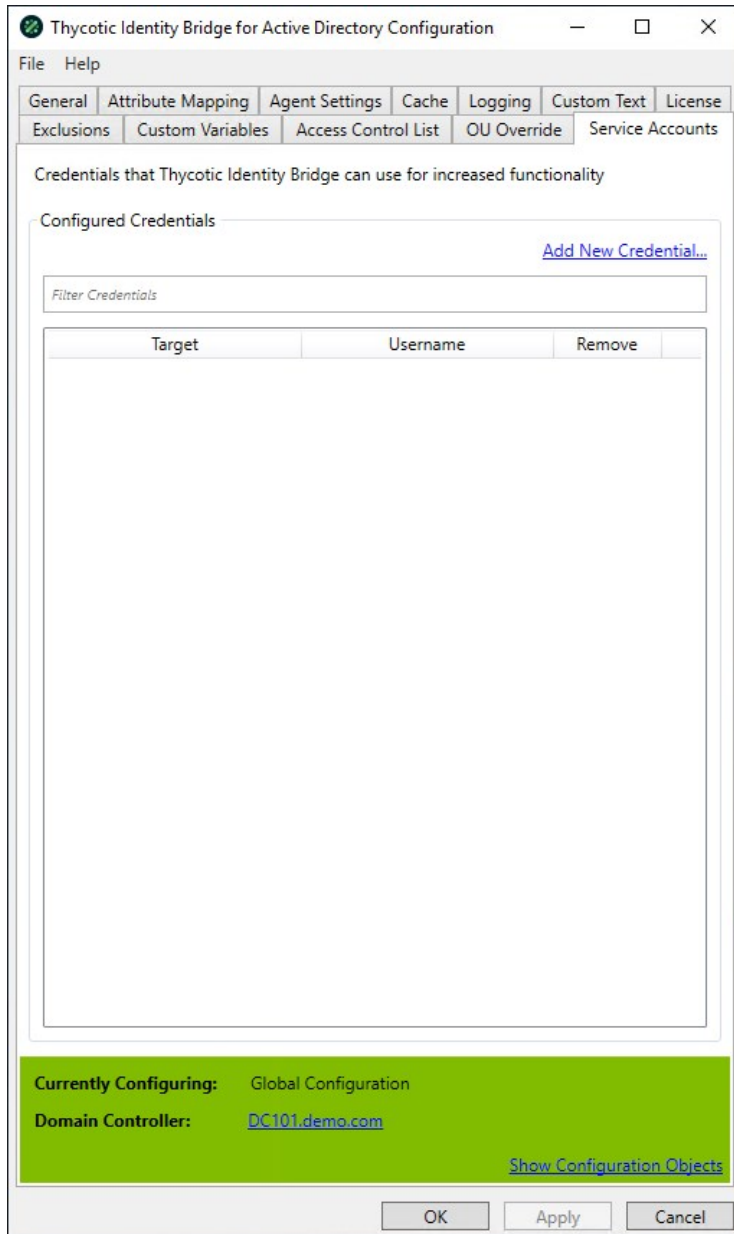 Thycotic Identity Bridge for Active Directory Configuration
File Help
General Attribute Mapping Agent Settings Cache Logging Custom Text License
Exclusions Custom Variables Access Control List OU Override Service Accounts
Credentials that Thycotic Identity Bridge can use for increased functionality
Configured Credentials
Add New Credential...
Filter Credentials
Target Username Remove
Currently Configuring: Global Configuration
Domain Controller: DC101.demo.com
Show Configuration Objects
OK Apply Cancel